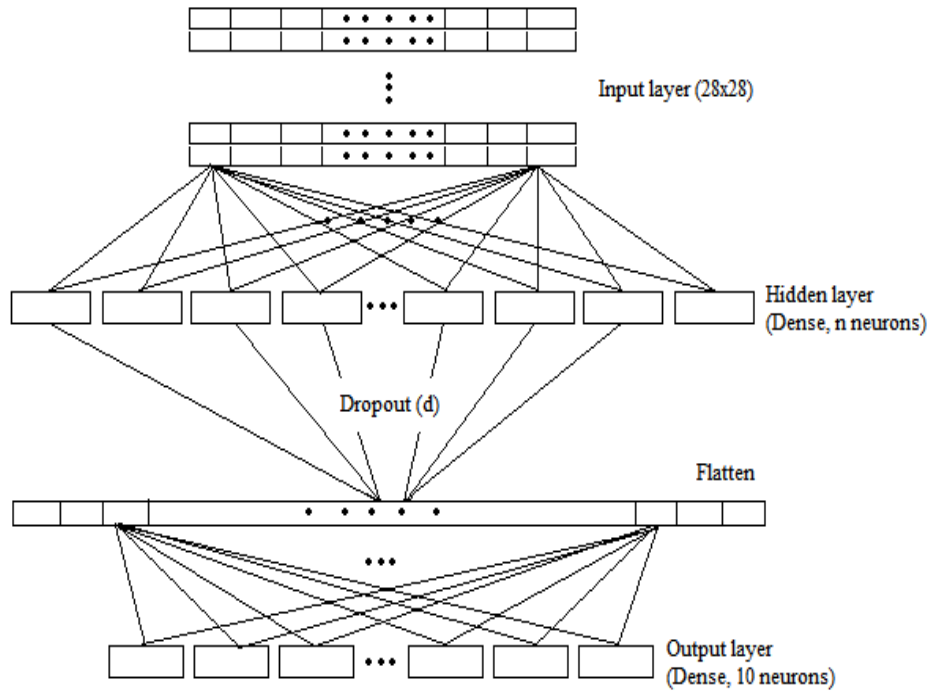 Input layer (28x28)
Hidden layer
(Dense, n neurons)
Dropout (d)
Flatten
Output layer
(Dense, 10 neurons)